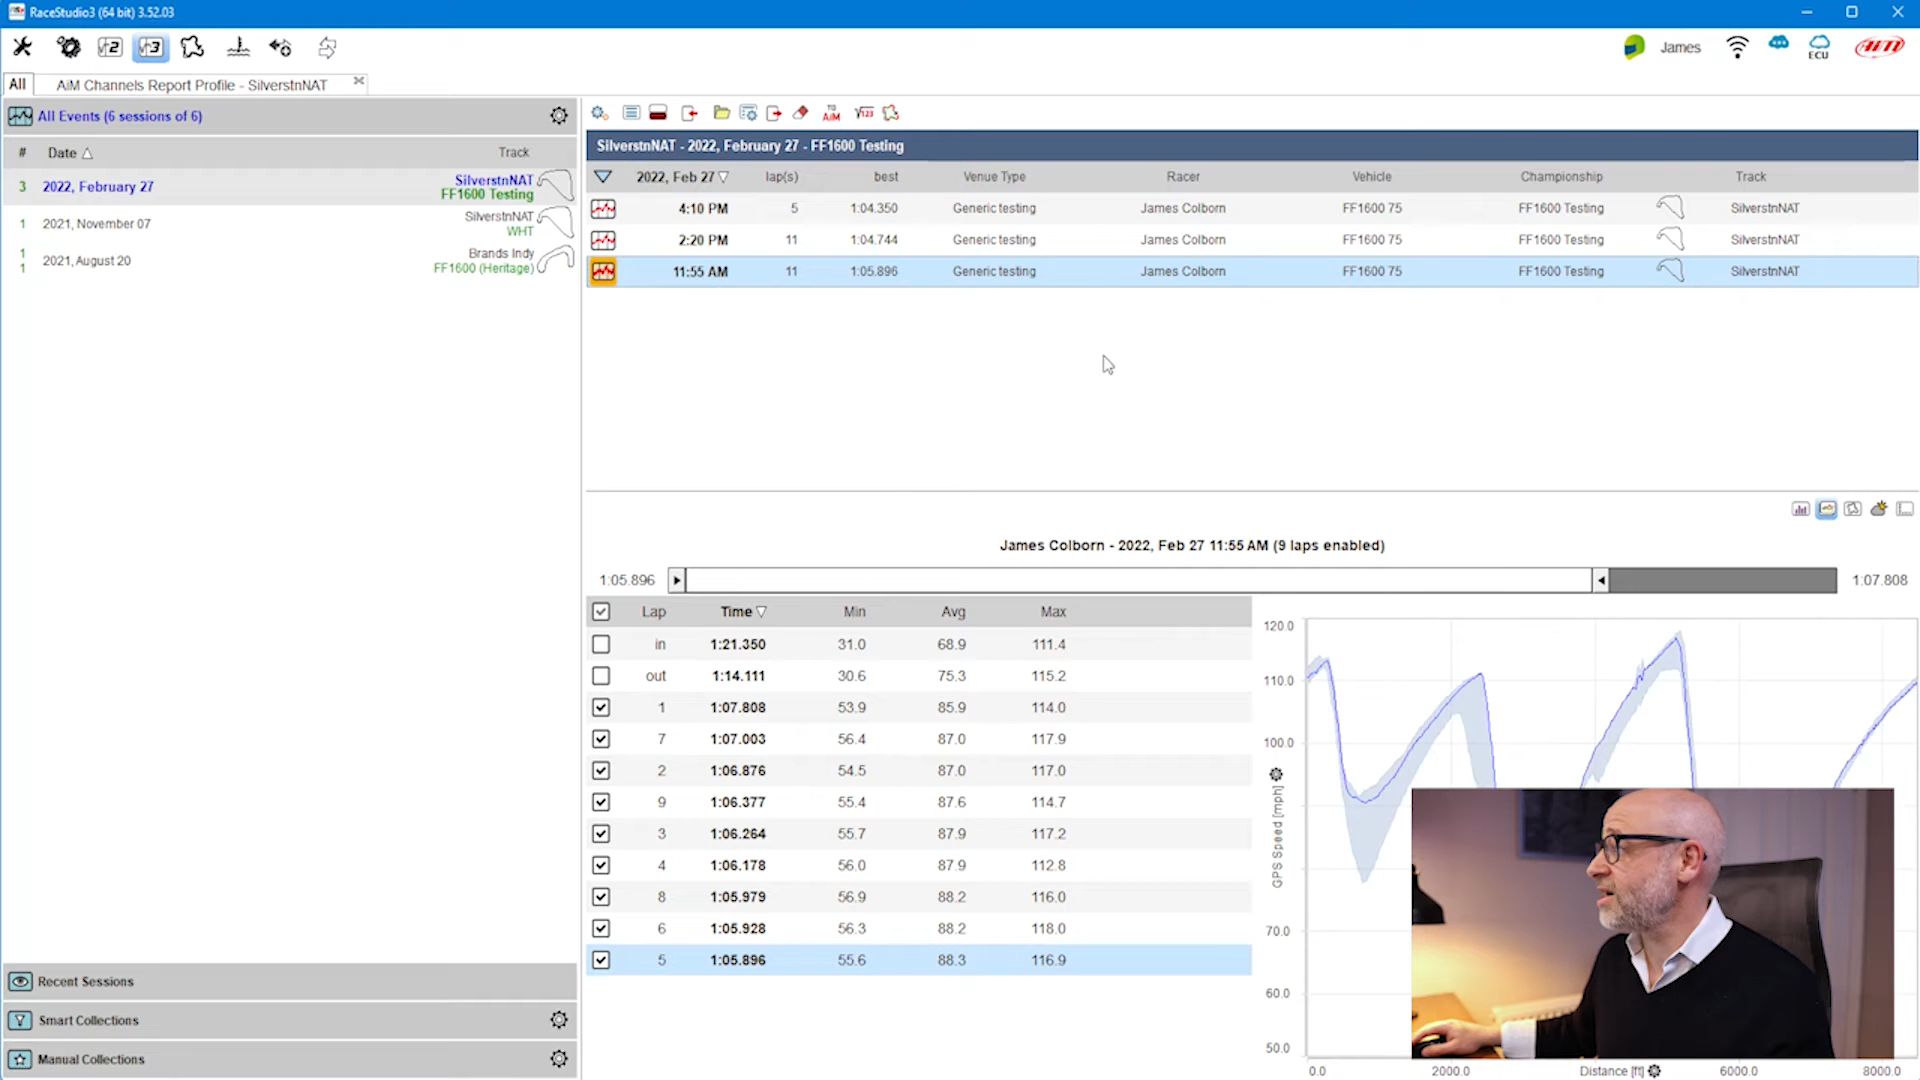 RaceStudio3 (64 bit) 3.52.03
James
ECU
AiM
All
AiM Channels Report Profile - SilverstnNAT
All Events (6 sessions of 6)
# Date Track
3 2022, February 27 SilverstnNAT
FF1600 Testing
1 2021, November 07 SilverstnNAT
WHT
1 2021, August 20 Brands Indy
1 FF1600 (Heritage)
Recent Sessions
Smart Collections
Manual Collections
TO AiM
√123
SilverstnNAT - 2022, February 27 - FF1600 Testing
2022, Feb 27 lap(s) best Venue Type Racer Vehicle Championship Track
4:10 PM 5 1:04.350 Generic testing James Colborn FF1600 75 FF1600 Testing SilverstnNAT
2:20 PM 11 1:04.744 Generic testing James Colborn FF1600 75 FF1600 Testing SilverstnNAT
11:55 AM 11 1:05.896 Generic testing James Colborn FF1600 75 FF1600 Testing SilverstnNAT
James Colborn - 2022, Feb 27 11:55 AM (9 laps enabled)
1:05.896 1:07.808
Lap Time Min Avg Max
in 1:21.350 31.0 68.9 111.4
out 1:14.111 30.6 75.3 115.2
1 1:07.808 53.9 85.9 114.0
7 1:07.003 56.4 87.0 117.9
2 1:06.876 54.5 87.0 117.0
9 1:06.377 55.4 87.6 114.7
3 1:06.264 55.7 87.9 117.2
4 1:06.178 56.0 87.9 112.8
8 1:05.979 56.9 88.2 116.0
6 1:05.928 56.3 88.2 118.0
5 1:05.896 55.6 88.3 116.9
120.0
110.0
100.0
GPS Speed [mph]
70.0
60.0
50.0
0.0 2000.0 Distance [ft] 6000.0 8000.0